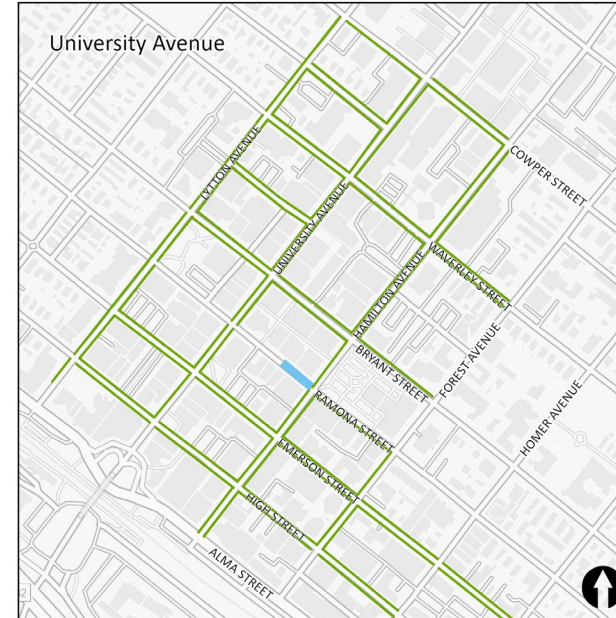 University Avenue
COWPER STREET
LYTTON AVENUE
UNIVERSITY AVENUE
WAVERLEY STREET
HAMILTON AVENUE
BRYANT STREET
FOREST AVENUE
HOMER AVENUE
RAMONA STREET
EMERSON STREET
HIGH STREET
ALMA STREET